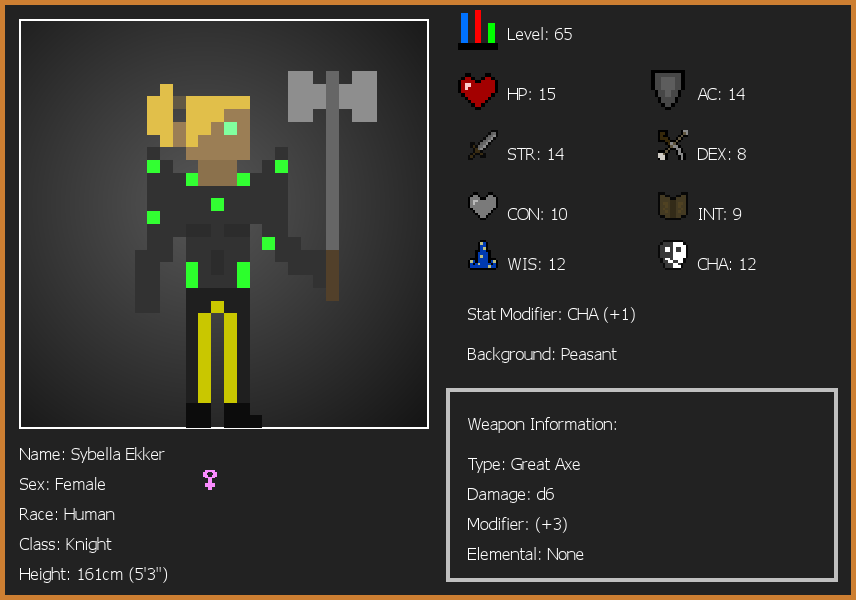 Level: 65
HP: 15
AC: 14
STR: 14
DEX: 8
CON: 10
INT: 9
WIS: 12
CHA: 12
Stat Modifier: CHA (+1)
Background: Peasant
Weapon Information:
Type: Great Axe
Damage: d6
Modifier: (+3)
Elemental: None
Name: Sybella Ekker
Sex: Female
Race: Human
Class: Knight
Height: 161cm (5'3")